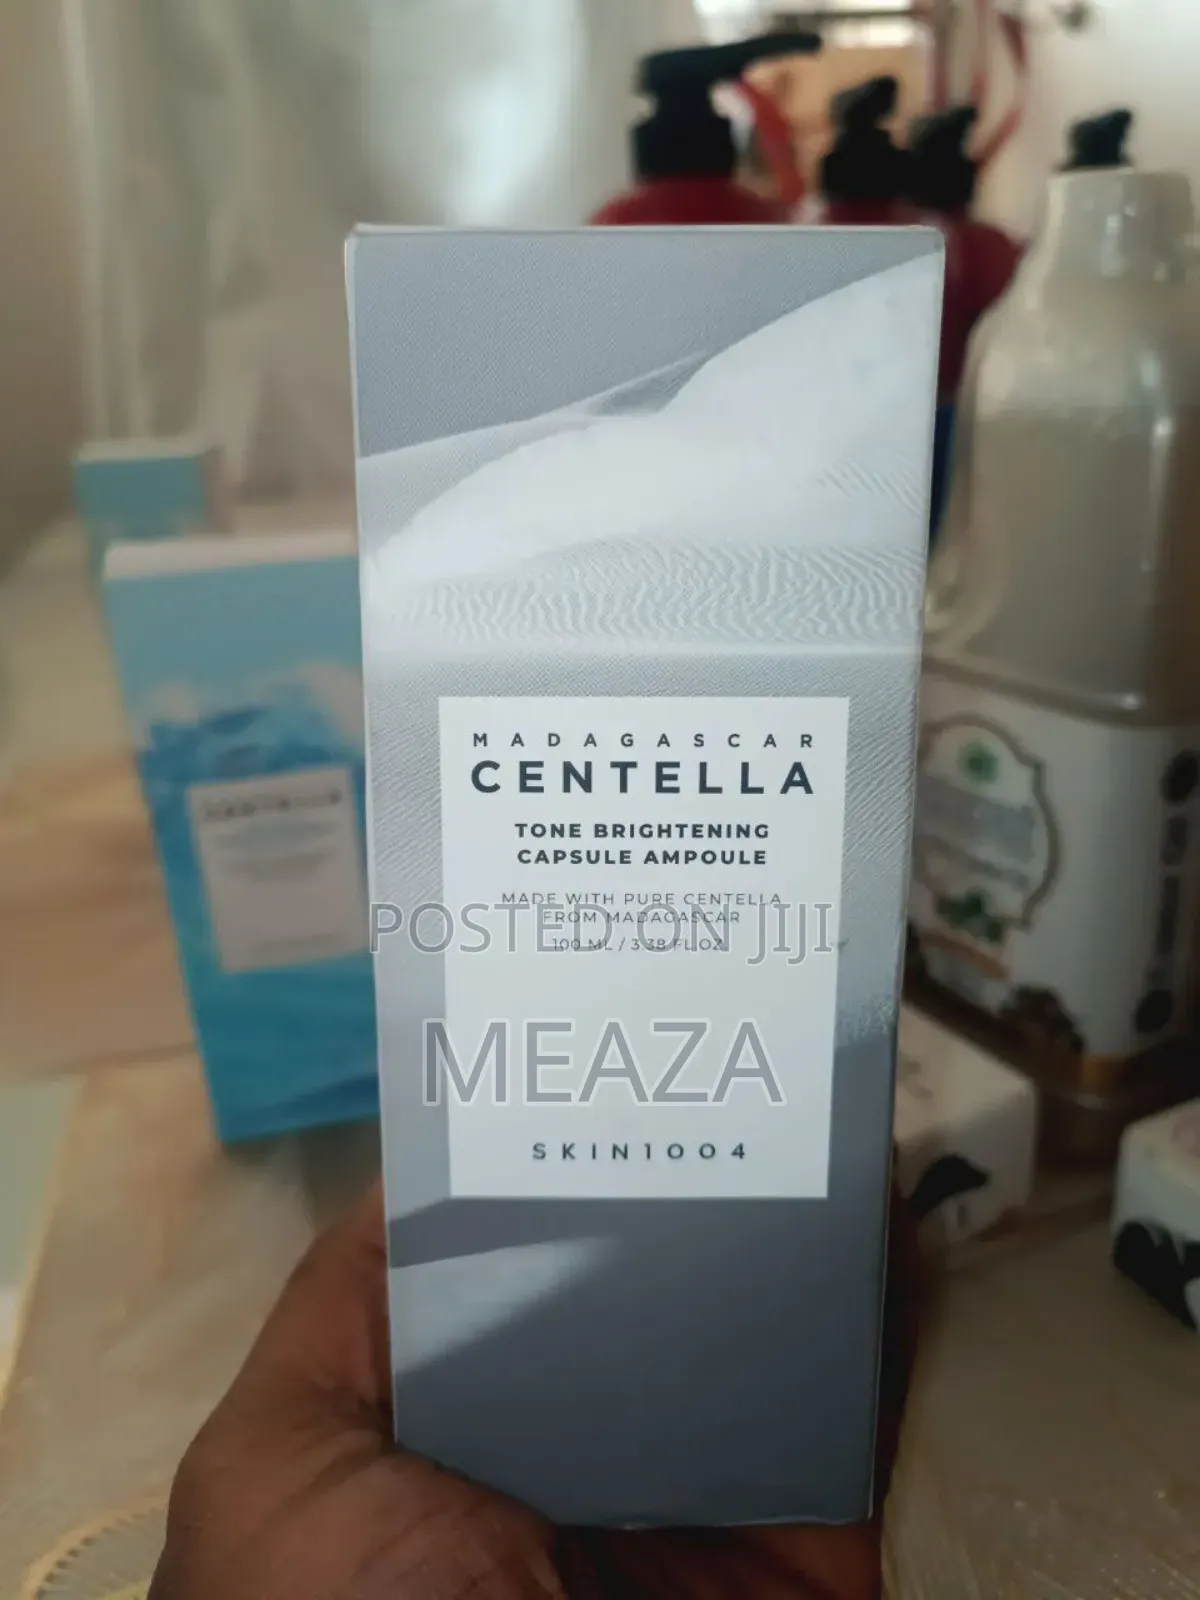 MADAGASCAR
CENTELLA
TONE BRIGHTENING
CAPSULE AMPOULE
MADE WITH PURE CENTELLA
FROM MADAGASCAR
POSTED ON JIJI
100 ML / 3.38 FL.OZ.
MEAZA
SKIN1004
CENTELLA